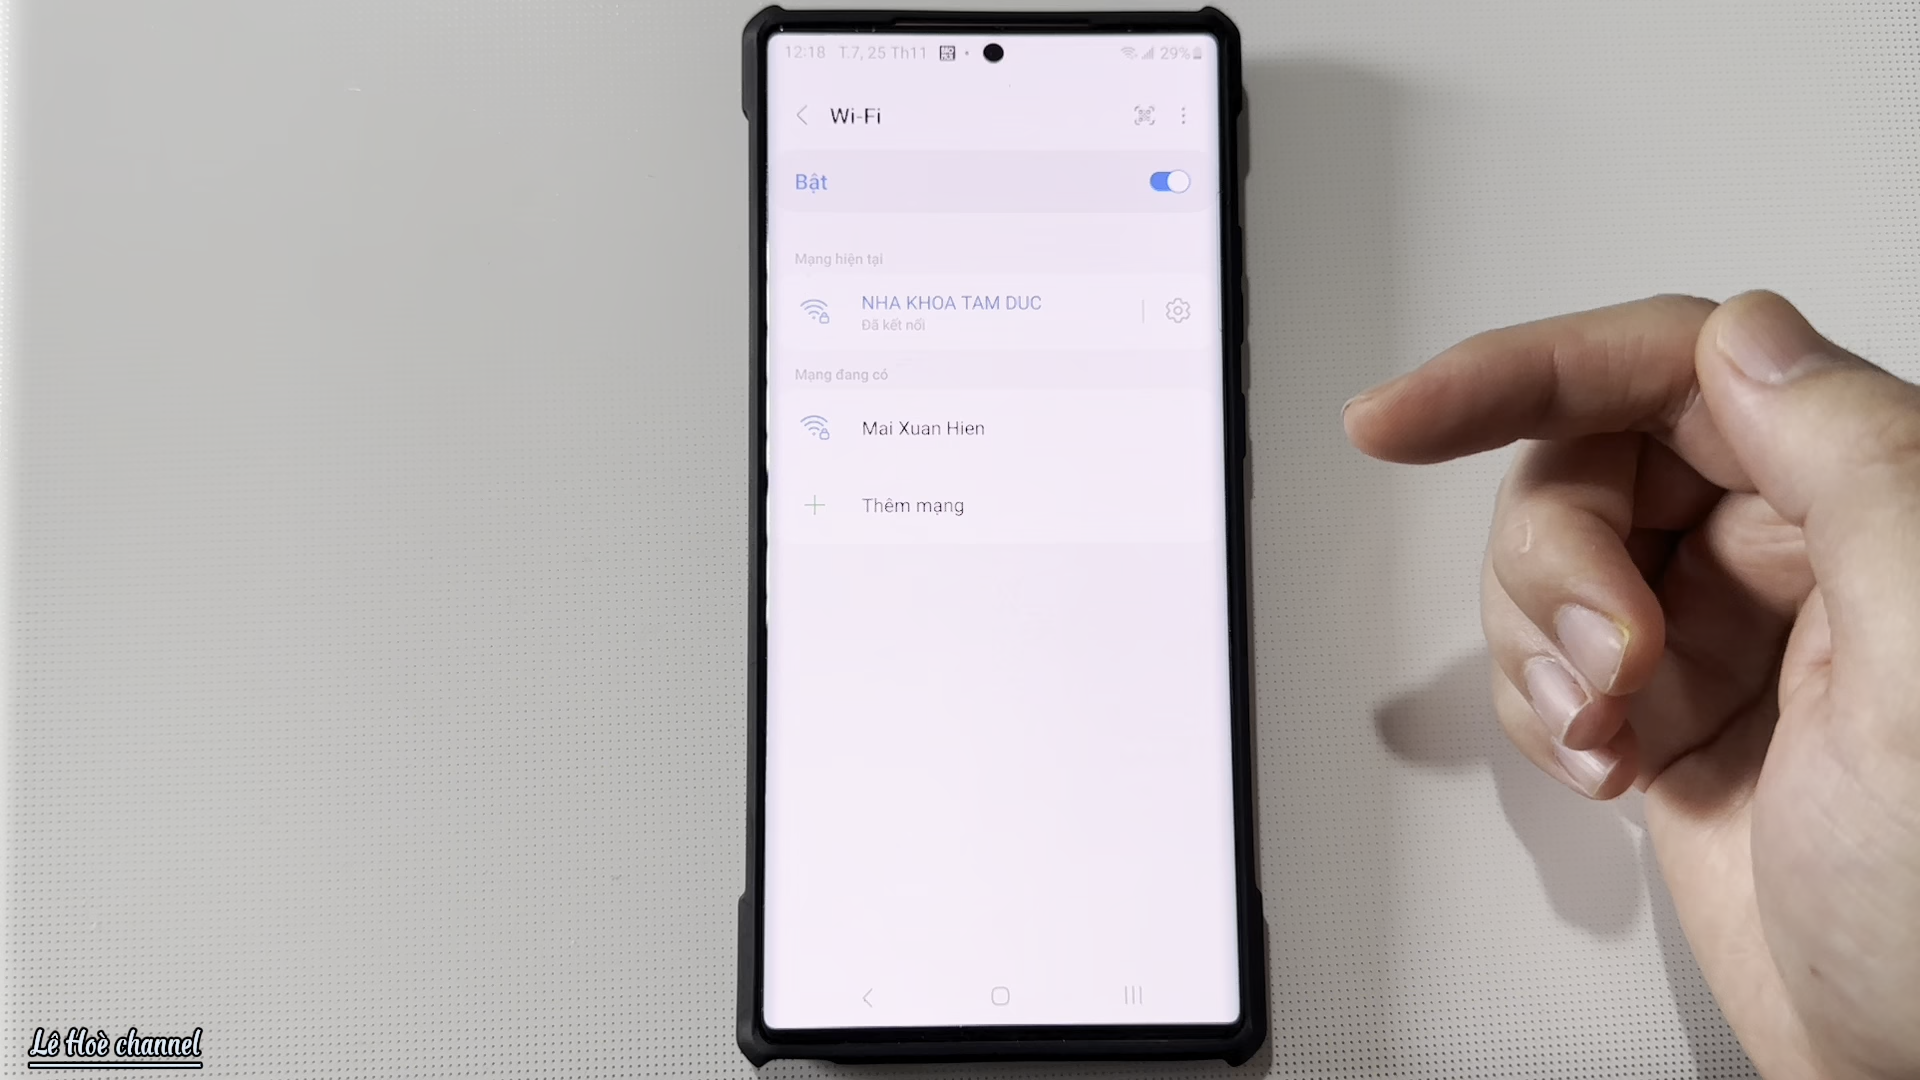 12:18 T.7, 25 Th11
29%
Wi-Fi
Bật
Mạng hiện tại
NHA KHOA TAM DUC
Đã kết nối
Mạng đang có
Mai Xuan Hien
Thêm mạng
Lê Hoè channel